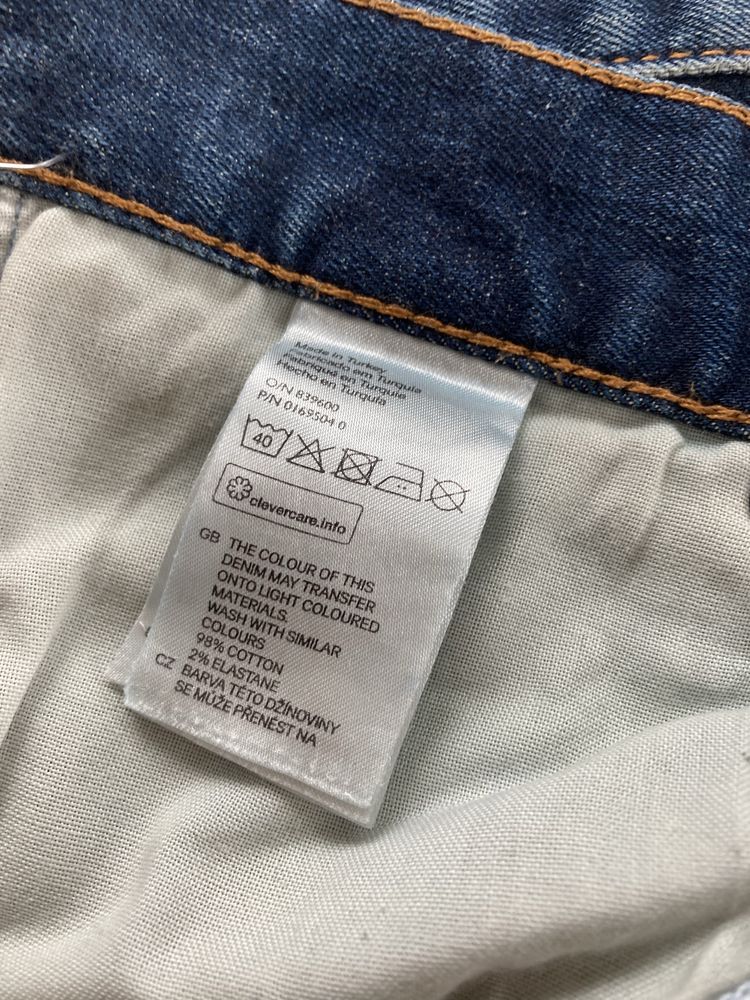 Made in Turkey
Fabricado em Turquia
Fabriqué en Turquie
Hecho en Turquía
O/N 839600
P/N 0169504 0
40
clevercare.info
GB THE COLOUR OF THIS
DENIM MAY TRANSFER
ONTO LIGHT COLOURED
MATERIALS.
WASH WITH SIMILAR
COLOURS
98% COTTON
2% ELASTANE
CZ BARVA TÉTO DŽÍNOVINY
SE MŮŽE PŘENÉST NA